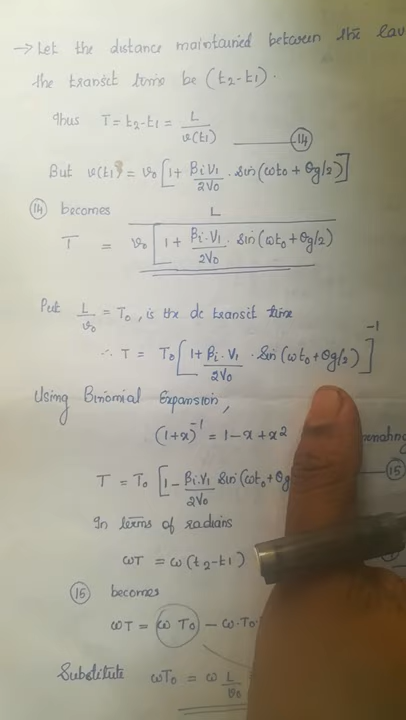 → Let the distance maintained between the
the transit time be (t2-t1).
Thus T = t2-t1 = L / v(t1) —— (14)
But v(t1) = v0 [1 + βi V1 / 2V0 . sin(ωt0 + θg/2)]
(14) becomes
T = L / v0 [1 + βi . V1 / 2V0 . sin(ωt0 + θg/2)]
Put L / v0 = T0, is the dc transit time
∴ T = T0 [1 + βi . V1 / 2V0 . sin(ωt0 + θg/2)]^-1
Using Binomial Expansion,
(1+x)^-1 = 1 - x + x2
T = T0 [1 - βi.V1 / 2V0 sin(ωt0 + θg —— (15)
In terms of radians
ωT = ω(t2-t1)
(15) becomes
ωT = ω T0 - ω.T0.
Substitute ωT0 = ω L / v0 =